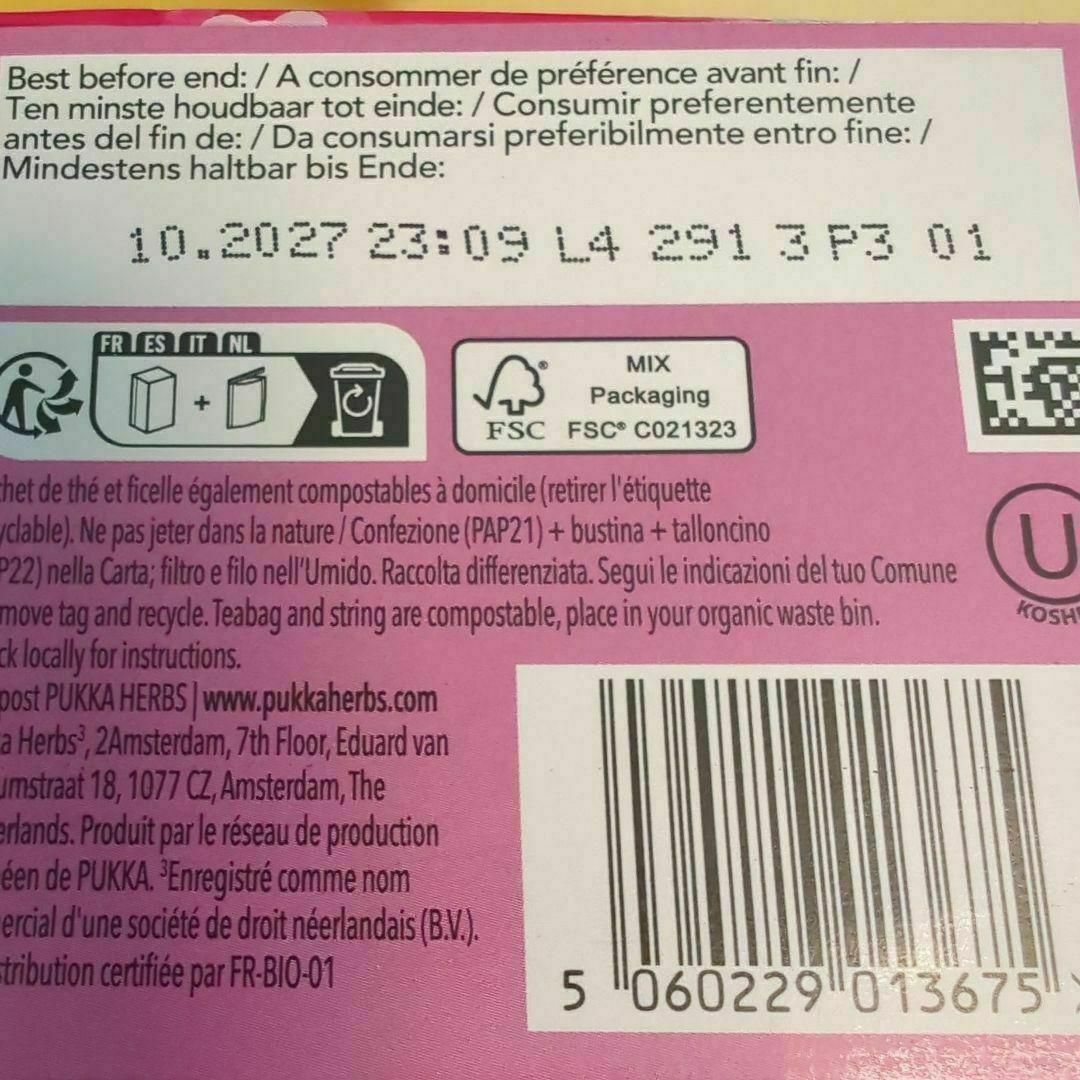 Best before end: / A consommer de préférence avant fin: /
Ten minste houdbaar tot einde: / Consumir preferentemente
antes del fin de: / Da consumarsi preferibilmente entro fine: /
Mindestens haltbar bis Ende:
10.2027 23:09 L4 291 3 P3 01
FR ES IT NL
+
MIX
Packaging
FSC FSC® C021323
chet de thé et ficelle également compostables à domicile (retirer l'étiquette
yclable). Ne pas jeter dans la nature / Confezione (PAP21) + bustina + talloncino
P22) nella Carta; filtro e filo nell'Umido. Raccolta differenziata. Segui le indicazioni del tuo Comune
move tag and recycle. Teabag and string are compostable, place in your organic waste bin.
ck locally for instructions.
U
KOSH
post PUKKA HERBS | www.pukkaherbs.com
a Herbs³, 2Amsterdam, 7th Floor, Eduard van
umstraat 18, 1077 CZ, Amsterdam, The
erlands. Produit par le réseau de production
éen de PUKKA. ³Enregistré comme nom
ercial d'une société de droit néerlandais (B.V.).
stribution certifiée par FR-BIO-01
5 060229 013675 >